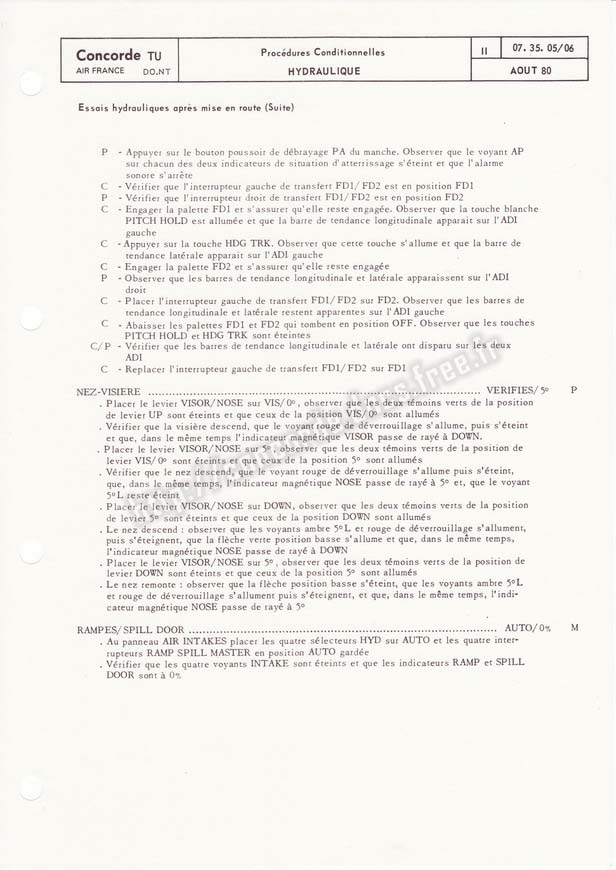 Concorde TU
AIR FRANCE DO.NT
Procédures Conditionnelles
HYDRAULIQUE
II
07. 35. 05/06
AOUT 80
Essais hydrauliques après mise en route (Suite)
P - Appuyer sur le bouton poussoir de débrayage PA du manche. Observer que le voyant AP
sur chacun des deux indicateurs de situation d'atterrissage s'éteint et que l'alarme
sonore s'arrête
C - Vérifier que l'interrupteur gauche de transfert FD1/FD2 est en position FD1
P - Vérifier que l'interrupteur droit de transfert FD1/FD2 est en position FD2
C - Engager la palette FD1 et s'assurer qu'elle reste engagée. Observer que la touche blanche
PITCH HOLD est allumée et que la barre de tendance longitudinale apparait sur l'ADI
gauche
C - Appuyer sur la touche HDG TRK. Observer que cette touche s'allume et que la barre de
tendance latérale apparait sur l'ADI gauche
C - Engager la palette FD2 et s'assurer qu'elle reste engagée
P - Observer que les barres de tendance longitudinale et latérale apparaissent sur l'ADI
droit
C - Placer l'interrupteur gauche de transfert FD1/FD2 sur FD2. Observer que les barres de
tendance longitudinale et latérale restent apparentes sur l'ADI gauche
C - Abaisser les palettes FD1 et FD2 qui tombent en position OFF. Observer que les touches
PITCH HOLD et HDG TRK sont éteintes
C/P - Vérifier que les barres de tendance longitudinale et latérale ont disparu sur les deux
ADI
C - Replacer l'interrupteur gauche de transfert FD1/FD2 sur FD1
NEZ-VISIERE ........ VERIFIES/5° P
. Placer le levier VISOR/NOSE sur VIS/0°, observer que les deux témoins verts de la position
de levier UP sont éteints et que ceux de la position VIS/0° sont allumés
. Vérifier que la visière descend, que le voyant rouge de déverrouillage s'allume, puis s'éteint
et que, dans le même temps l'indicateur magnétique VISOR passe de rayé à DOWN.
. Placer le levier VISOR/NOSE sur 5°, observer que les deux témoins verts de la position de
levier VIS/0° sont éteints et que ceux de la position 5° sont allumés
. Vérifier que le nez descend, que le voyant rouge de déverrouillage s'allume puis s'éteint,
que, dans le même temps, l'indicateur magnétique NOSE passe de rayé à 5° et, que le voyant
5°L reste éteint
. Placer le levier VISOR/NOSE sur DOWN, observer que les deux témoins verts de la position
de levier 5° sont éteints et que ceux de la position DOWN sont allumés
. Le nez descend : observer que les voyants ambre 5°L et rouge de déverrouillage s'allument,
puis s'éteignent, que la flèche verte position basse s'allume et que, dans le même temps,
l'indicateur magnétique NOSE passe de rayé à DOWN
. Placer le levier VISOR/NOSE sur 5°, observer que les deux témoins verts de la position de
levier DOWN sont éteints et que ceux de la position 5° sont allumés
. Le nez remonte : observer que la flèche position basse s'éteint, que les voyants ambre 5°L
et rouge de déverrouillage s'allument puis s'éteignent, et que, dans le même temps, l'indi-
cateur magnétique NOSE passe de rayé à 5°
RAMPES/SPILL DOOR ........ AUTO/0% M
. Au panneau AIR INTAKES placer les quatre sélecteurs HYD sur AUTO et les quatre inter-
rupteurs RAMP SPILL MASTER en position AUTO gardée
. Vérifier que les quatre voyants INTAKE sont éteints et que les indicateurs RAMP et SPILL
DOOR sont à 0%